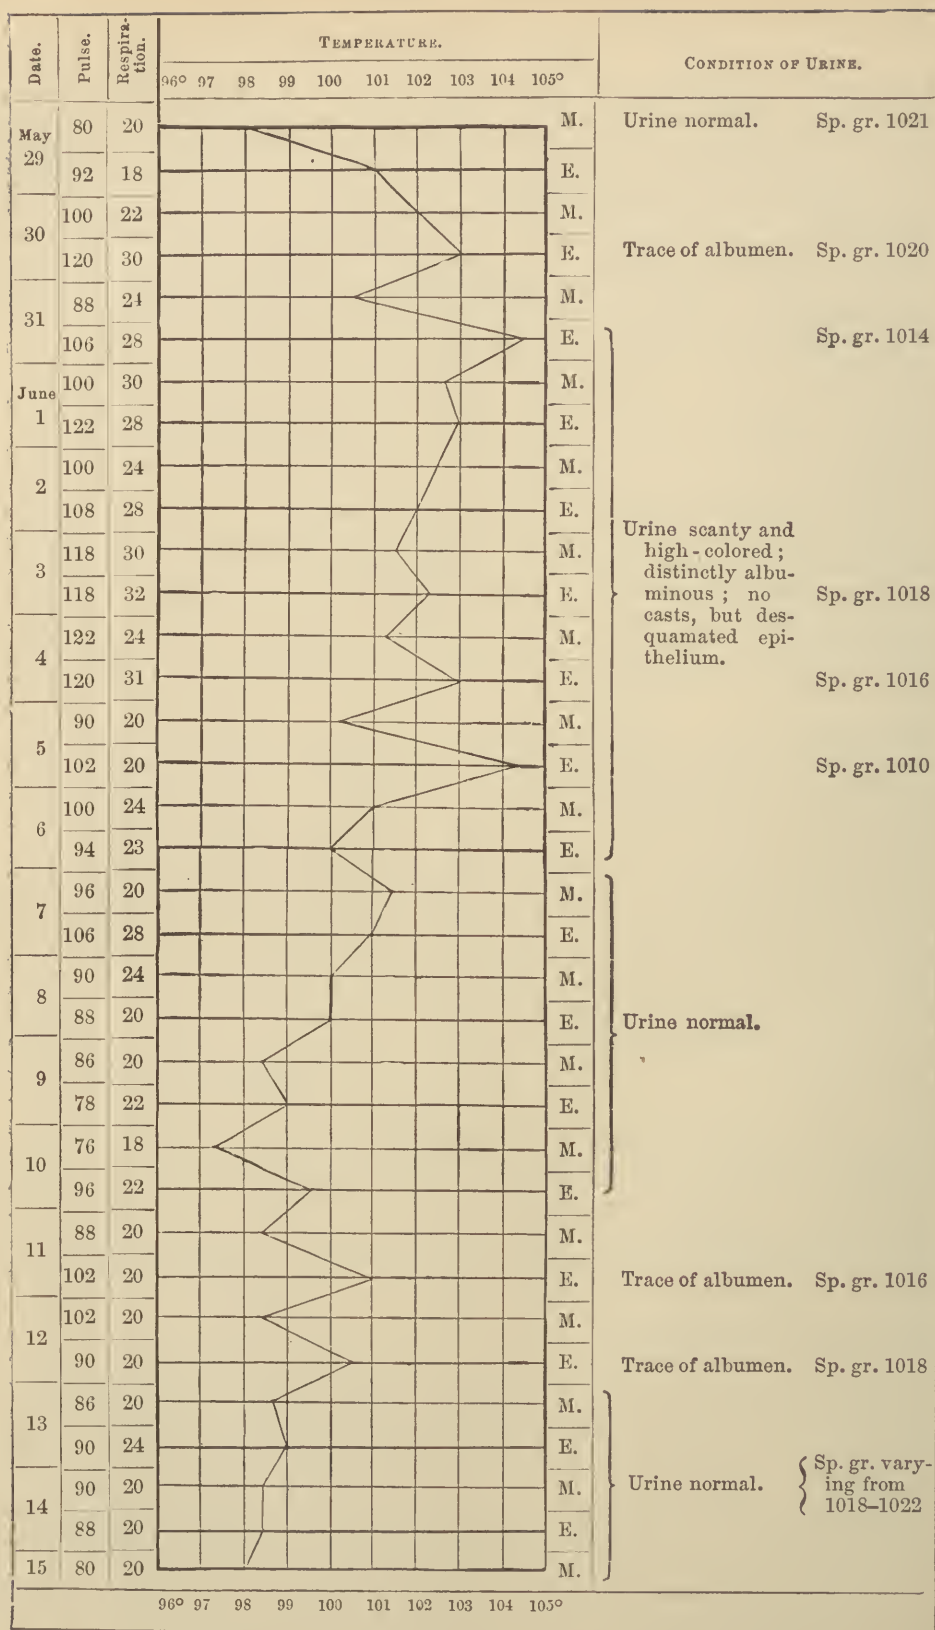 Date. Pulse. Respira-tion. TEMPERATURE. CONDITION OF URINE.
96° 97 98 99 100 101 102 103 104 105°
May 29 80 20 M. Urine normal. Sp. gr. 1021
92 18 E.
30 100 22 M.
120 30 E. Trace of albumen. Sp. gr. 1020
31 88 24 M.
106 28 E. Sp. gr. 1014
June 1 100 30 M.
122 28 E.
2 100 24 M.
108 28 E.
3 118 30 M.
118 32 E. Sp. gr. 1018
Urine scanty and
high-colored;
distinctly albu-
minous; no
casts, but des-
quamated epi-
thelium.
4 122 24 M.
120 31 E. Sp. gr. 1016
5 90 20 M.
102 20 E. Sp. gr. 1010
6 100 24 M.
94 23 E.
7 96 20 M.
106 28 E.
8 90 24 M.
88 20 E. Urine normal.
9 86 20 M.
78 22 E.
10 76 18 M.
96 22 E.
11 88 20 M.
102 20 E. Trace of albumen. Sp. gr. 1016
12 102 20 M.
90 20 E. Trace of albumen. Sp. gr. 1018
13 86 20 M.
90 24 E.
14 90 20 M. Urine normal. Sp. gr. vary-
ing from
1018–1022
88 20 E.
15 80 20 M.
96° 97 98 99 100 101 102 103 104 105°